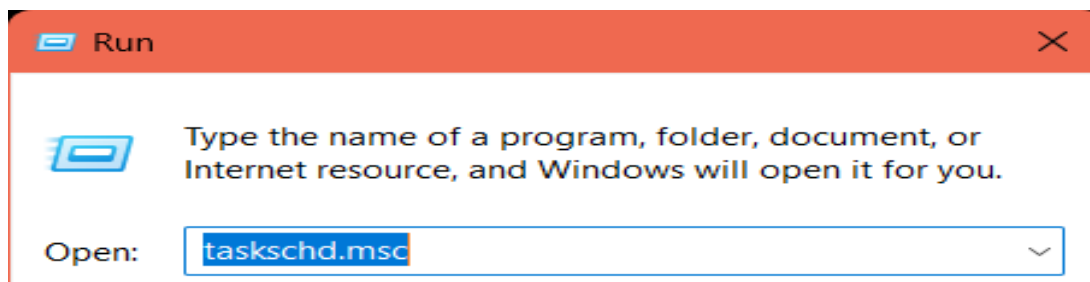 Run
Type the name of a program, folder, document, or
Internet resource, and Windows will open it for you.
Open: taskschd.msc